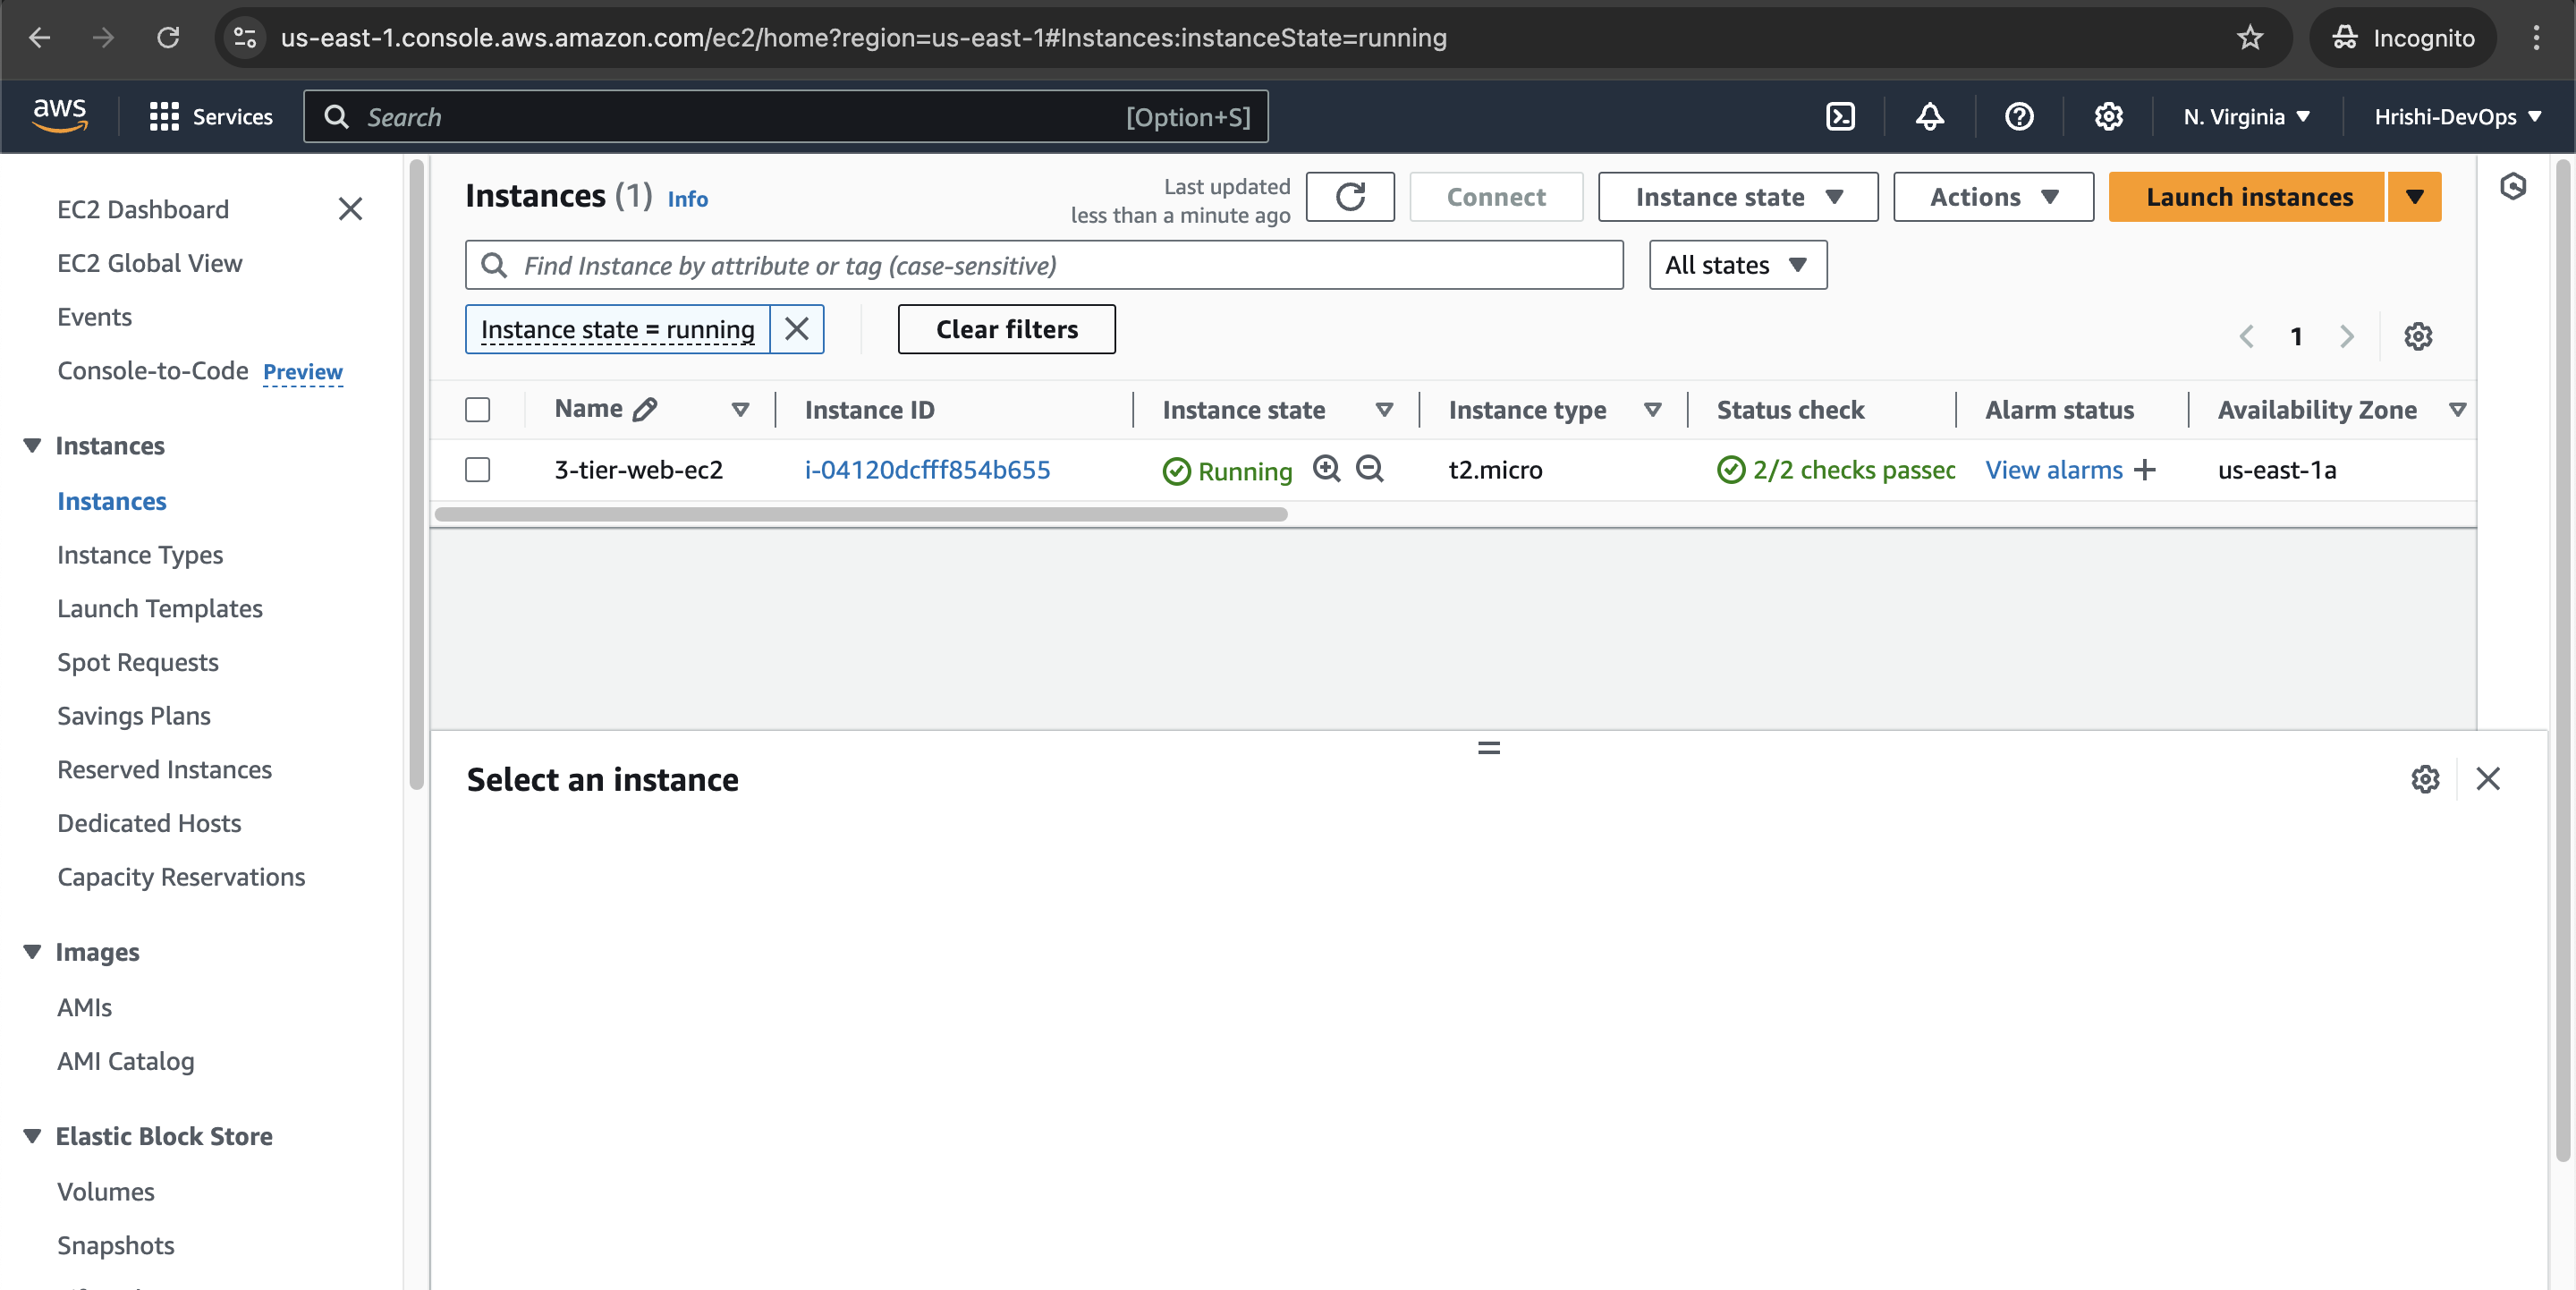 us-east-1.console.aws.amazon.com/ec2/home?region=us-east-1#Instances:instanceState=running
Incognito
aws
Services
Search
[Option+S]
N. Virginia
Hrishi-DevOps
EC2 Dashboard
EC2 Global View
Events
Console-to-Code Preview
Instances
Instances
Instance Types
Launch Templates
Spot Requests
Savings Plans
Reserved Instances
Dedicated Hosts
Capacity Reservations
Images
AMIs
AMI Catalog
Elastic Block Store
Volumes
Snapshots
Instances (1) Info
Last updated
less than a minute ago
Connect
Instance state
Actions
Launch instances
Find Instance by attribute or tag (case-sensitive)
All states
Instance state = running
Clear filters
1
Name Instance ID Instance state Instance type Status check Alarm status Availability Zone
3-tier-web-ec2 i-04120dcfff854b655 Running t2.micro 2/2 checks passec View alarms + us-east-1a
Select an instance